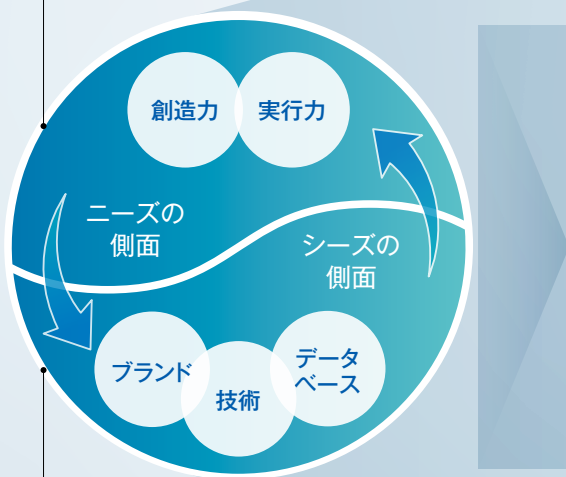 創造力
実行力
ニーズの
側面
シーズの
側面
ブランド
技術
データ
ベース